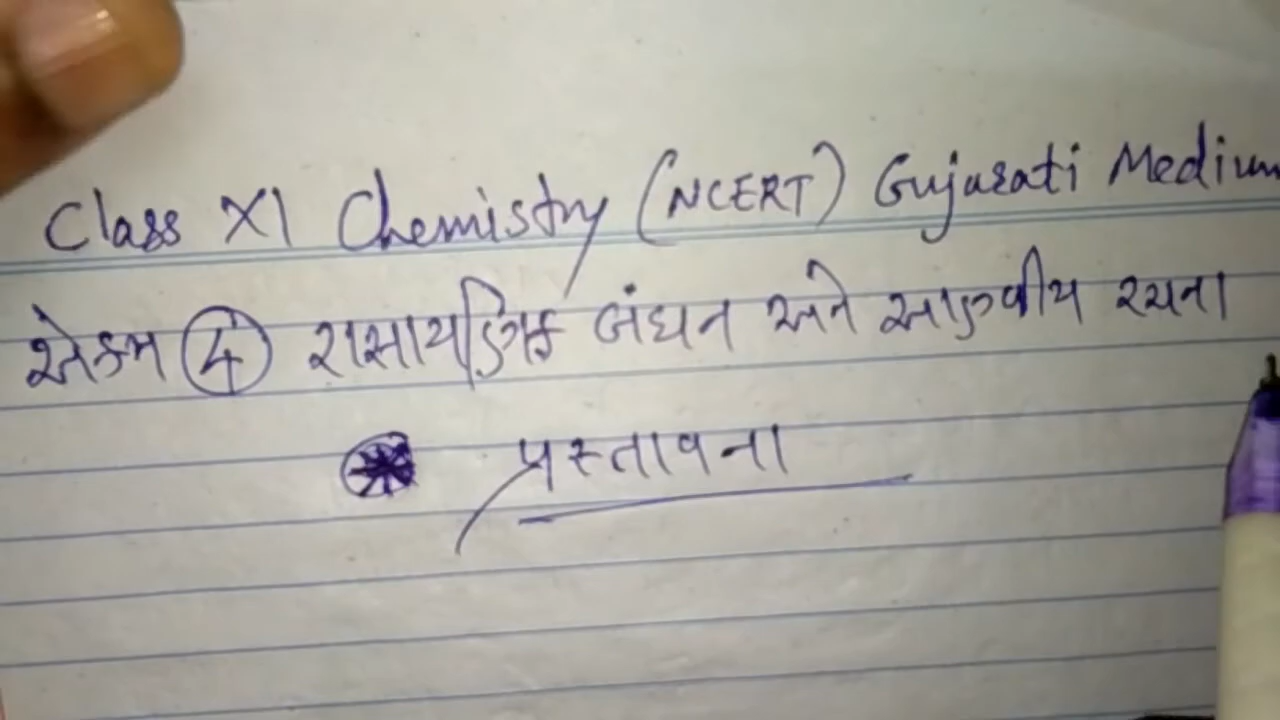 Class XI Chemistry (NCERT) Gujarati Medium
એકમ 4 રાસાયણિક બંધન અને આણ્વીય રચના
પ્રસ્તાવના